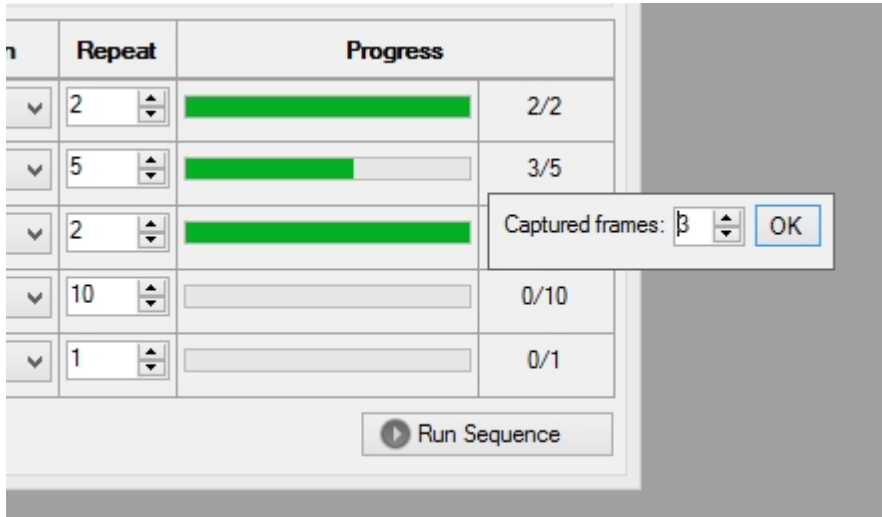 n Repeat Progress
2 2/2
5 3/5
Captured frames: 3 OK
2
10 0/10
1 0/1
Run Sequence